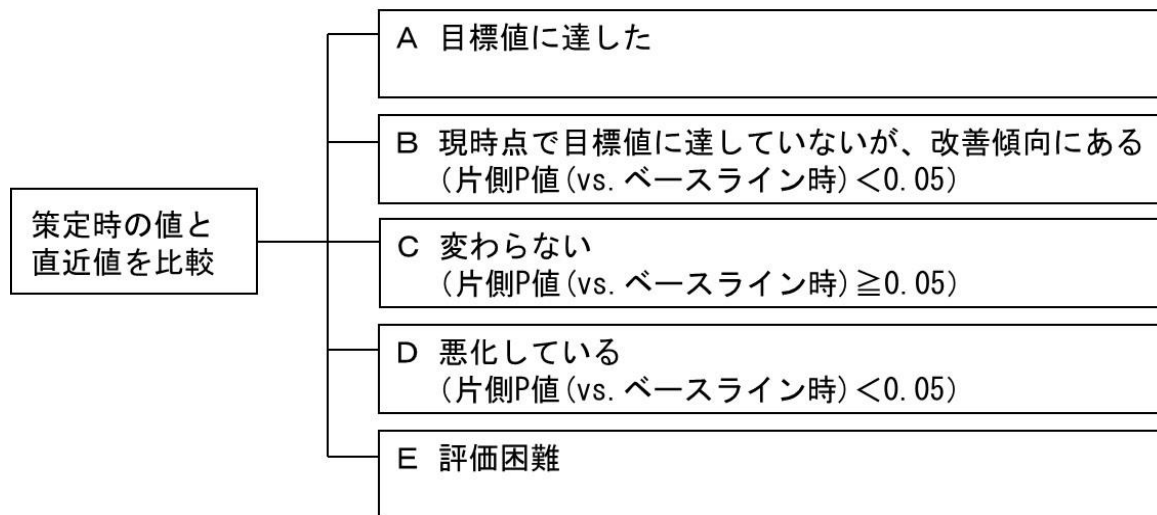 策定時の値と
直近値を比較
A 目標値に達した
B 現時点で目標値に達していないが、改善傾向にある
(片側P値(vs.ベースライン時)<0.05)
C 変わらない
(片側P値(vs.ベースライン時)≧0.05)
D 悪化している
(片側P値(vs.ベースライン時)<0.05)
E 評価困難